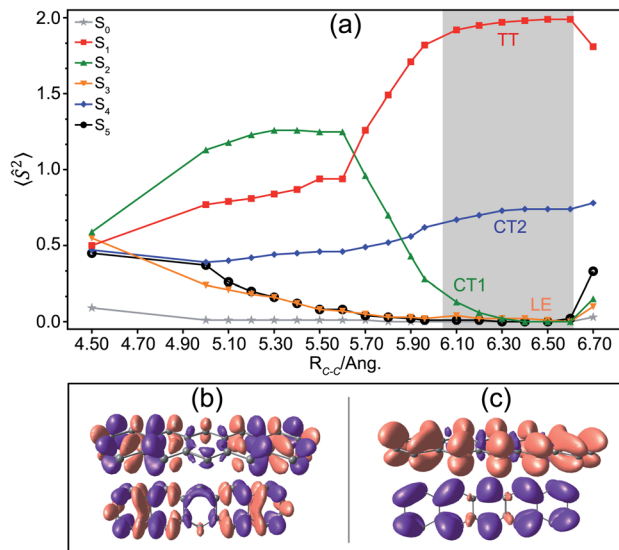 (a)
2.0
1.5
1.0
0.5
0.0
⟨Ŝ²⟩
S₀
S₁
S₂
S₃
S₄
S₅
TT
CT2
CT1
LE
4.50 4.70 4.90 5.10 5.30 5.50 5.70 5.90 6.10 6.30 6.50 6.70
R_C-C/Ang.
(b) (c)